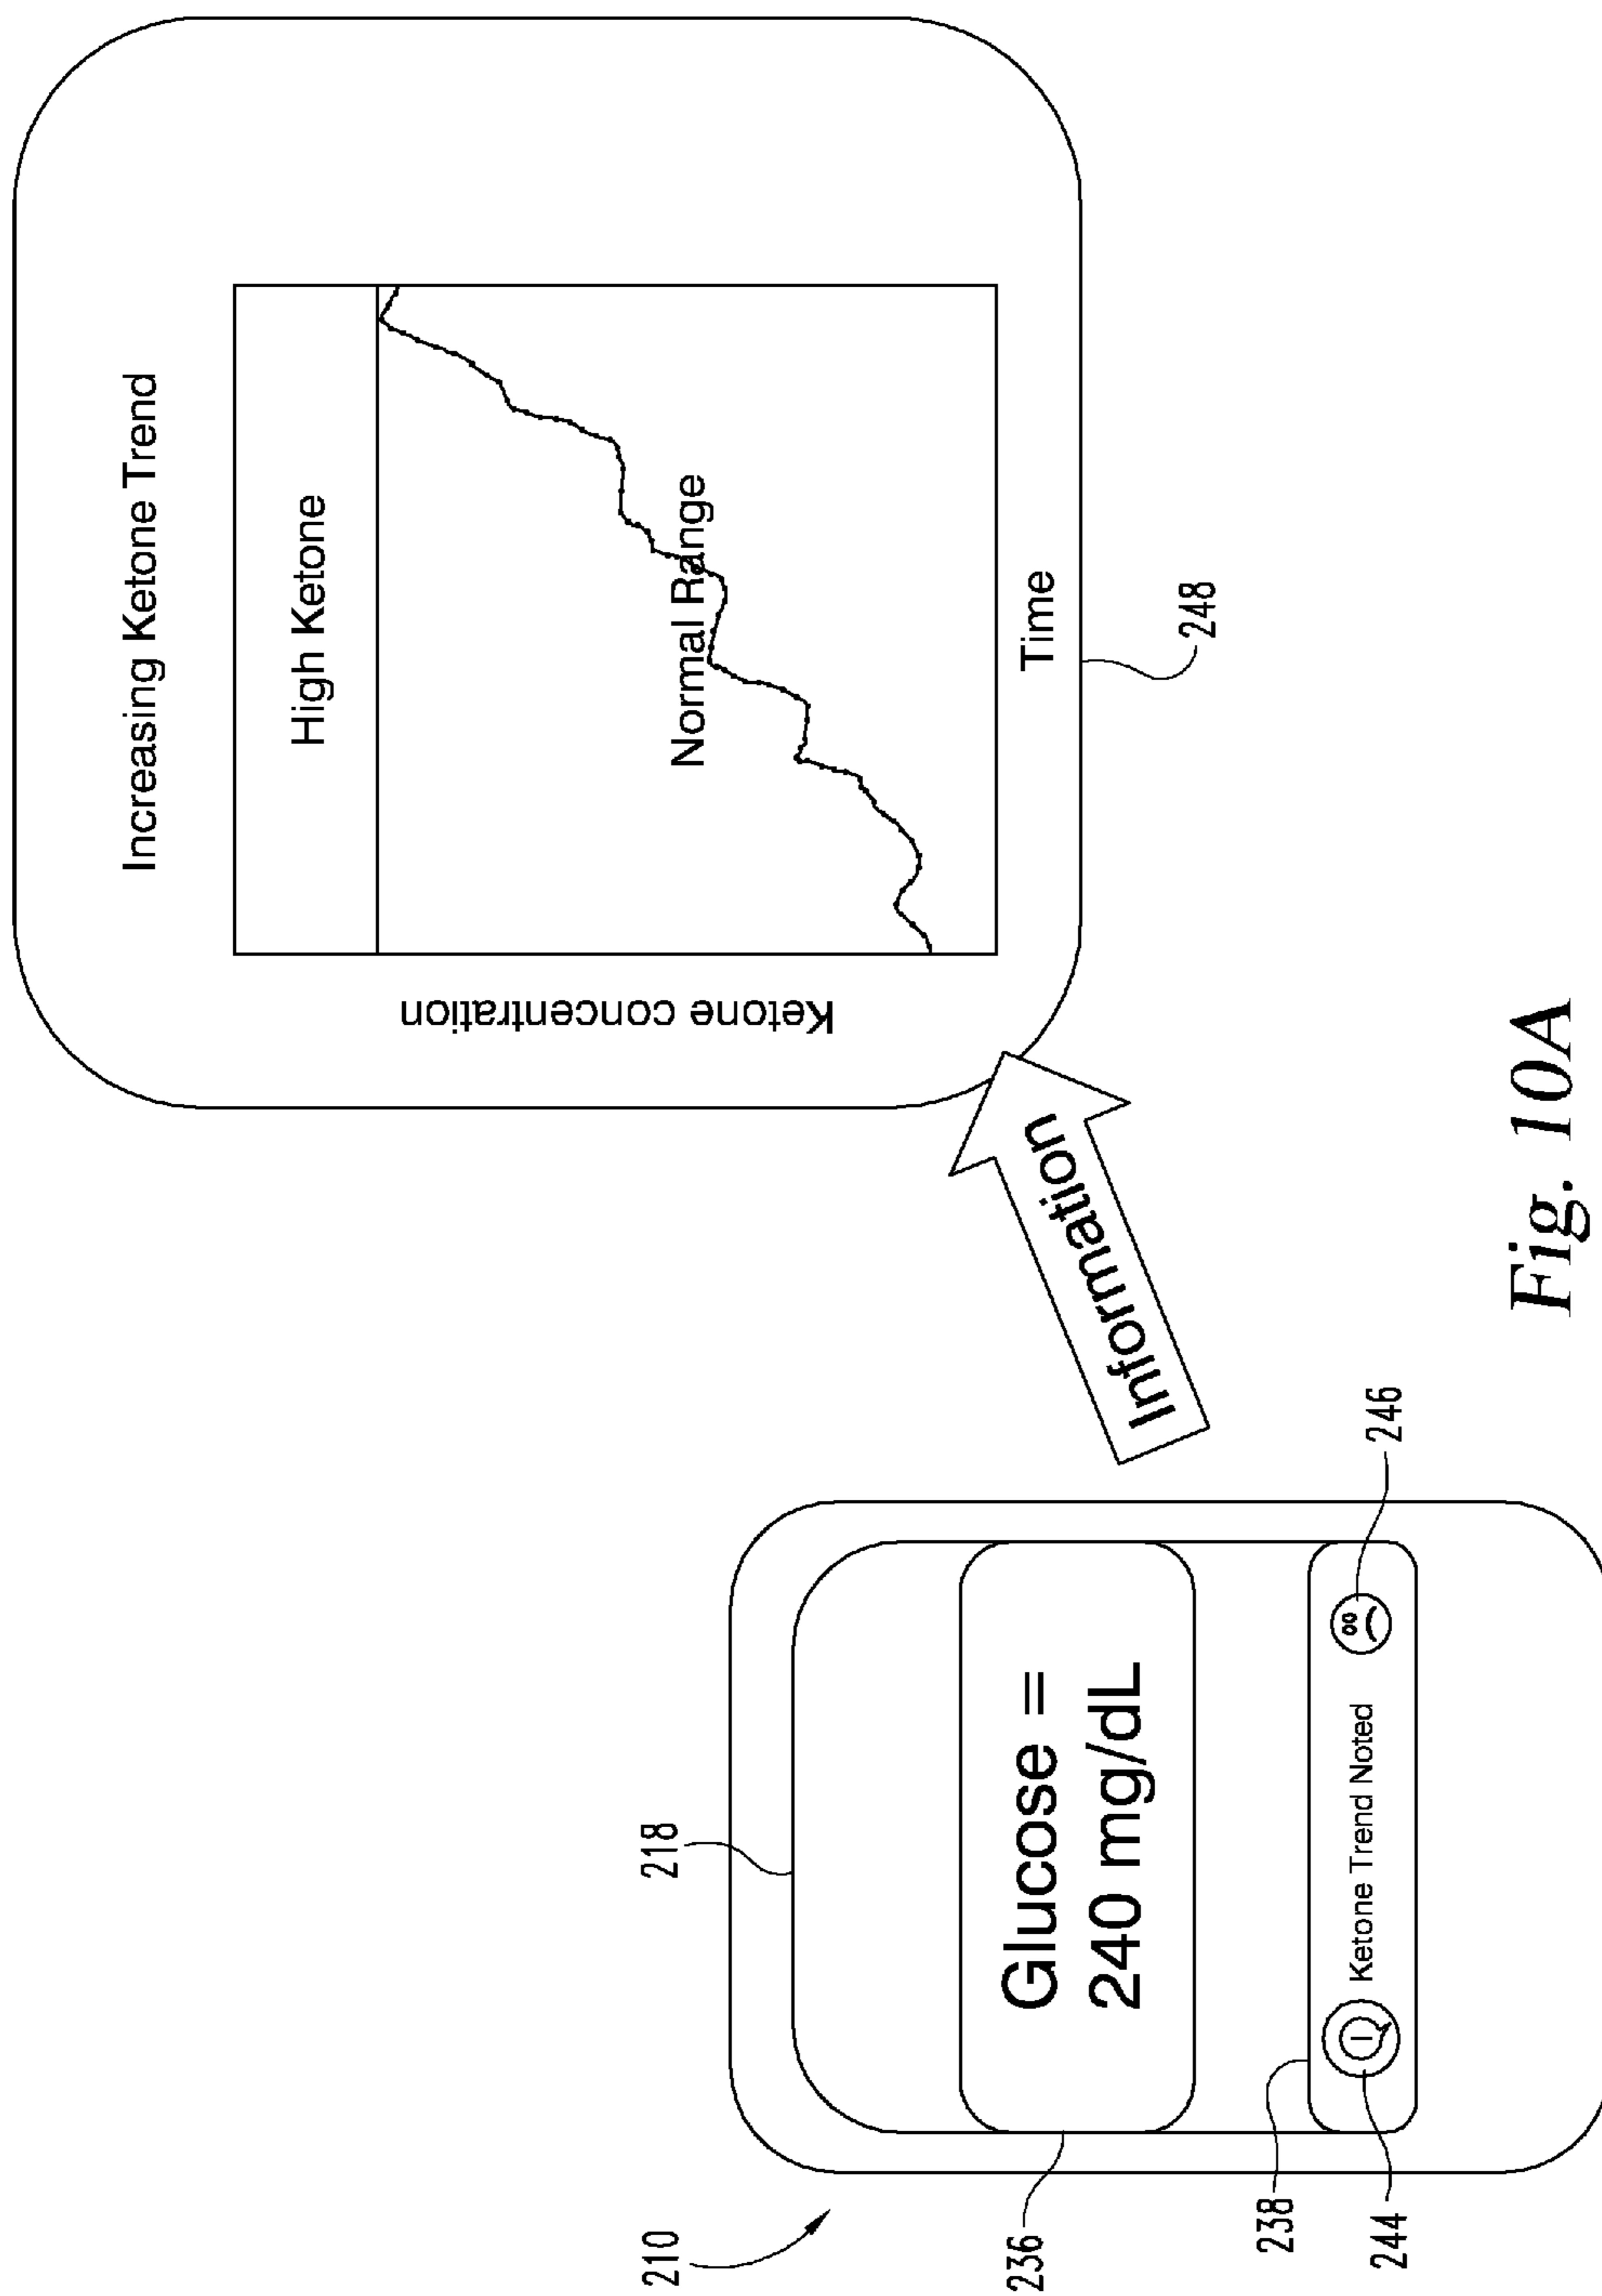 210
218
236
Glucose =
240 mg/dL
238
244
Ketone Trend Noted
246
Information
Increasing Ketone Trend
High Ketone
Normal Range
Ketone concentration
Time
248
Fig. 10A